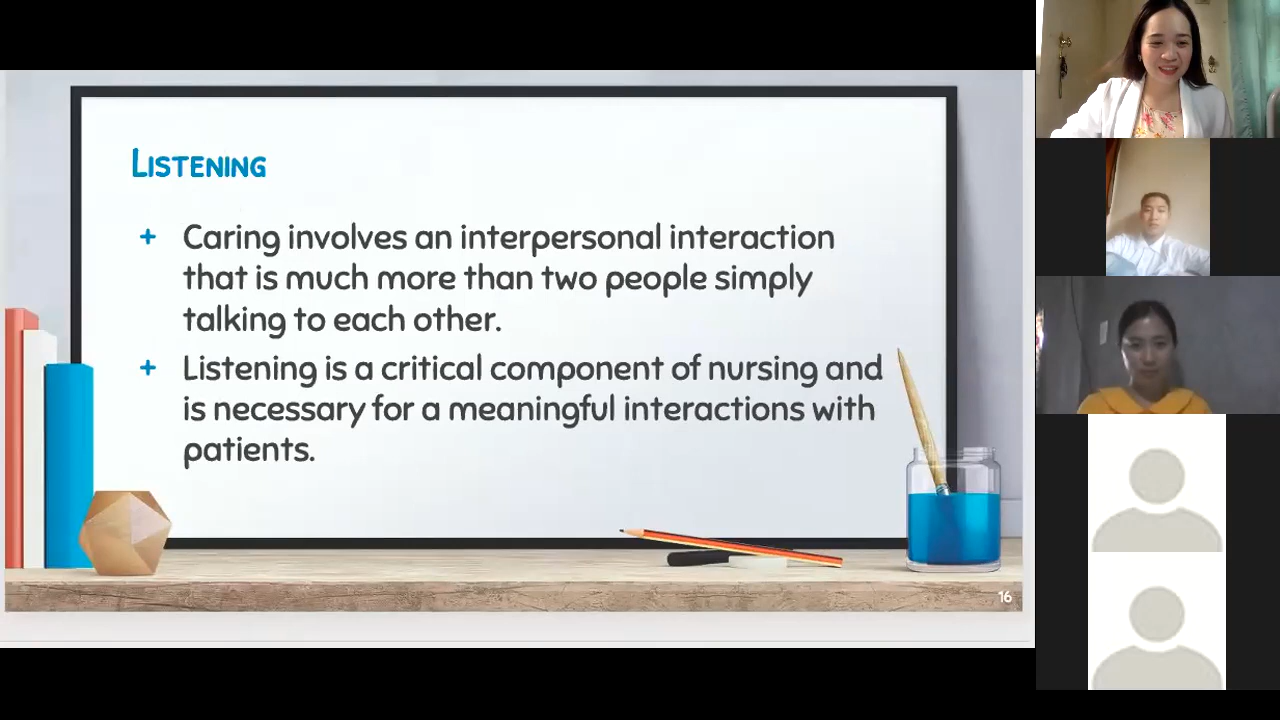 LISTENING
+ Caring involves an interpersonal interaction
that is much more than two people simply
talking to each other.
+ Listening is a critical component of nursing and
is necessary for a meaningful interactions with
patients.
16